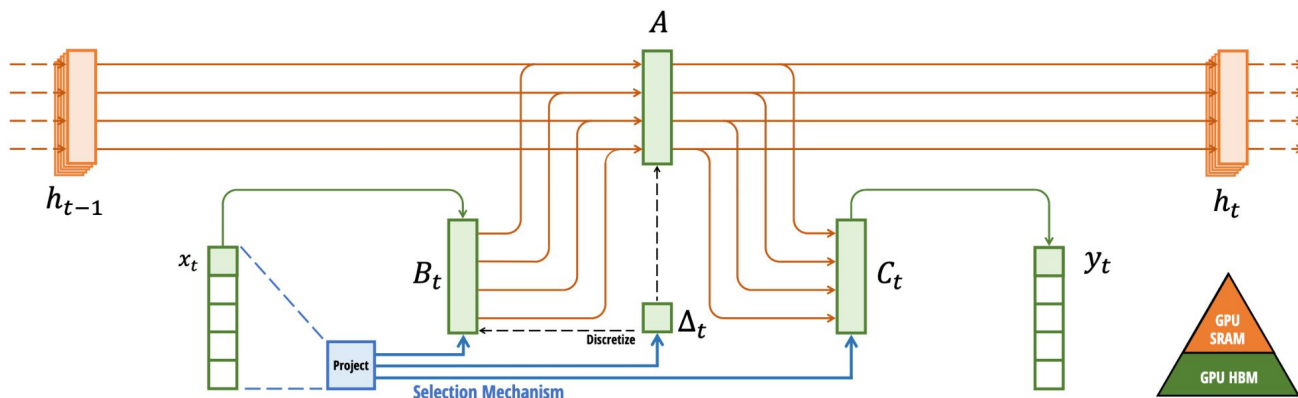 A
h_{t-1}
h_t
x_t
B_t
Δ_t
C_t
y_t
Discretize
Project
Selection Mechanism
GPU
SRAM
GPU HBM